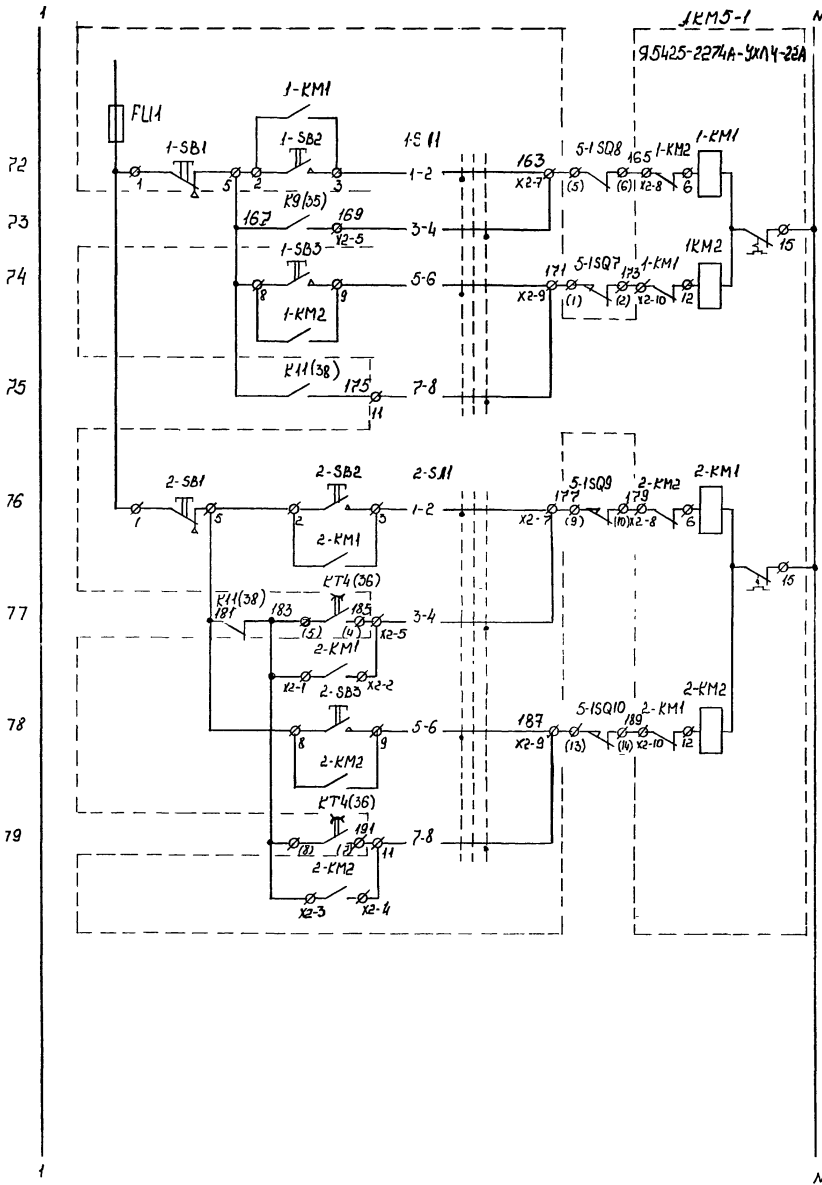 1
N
1KM5-1
Я5425-2274А-УХЛ4-22А
FU1
1-KM1
1-SB1
1-SB2
5-1SQ8
165
1-KM2
1-KM1
72
1
5
2
3
1-2
163
X2-7
(5)
(6)
X2-8
6
73
167
K9(35)
169
X2-5
3-4
15
1-SB3
5-1SQ7
173
1-KM1
1KM2
74
8
9
5-6
171
X2-9
(1)
(2)
X2-10
12
1-KM2
75
K11(38)
175
11
7-8
2-SB1
2-SB2
5-1SQ9
179
2-KM2
2-KM1
76
1
5
2
3
1-2
177
X2-7
(9)
(10)
X2-8
6
2-KM1
KT4(36)
15
77
K11(38)
181
183
(5)
185
(4)
X2-5
3-4
2-KM1
X2-1
X2-2
2-SB3
5-1SQ10
189
2-KM1
2-KM2
78
8
9
5-6
187
X2-9
(13)
(14)
X2-10
12
2-KM2
KT4(36)
79
(8)
191
11
7-8
2-KM2
X2-3
X2-4
1
N